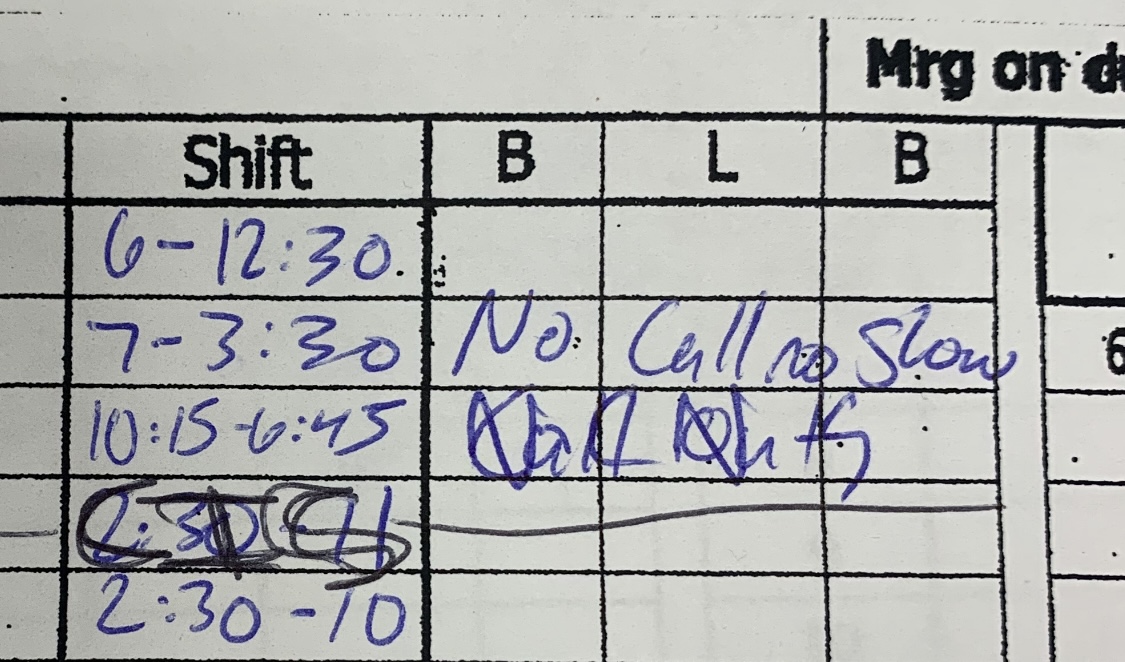 Mrg on
Shift B L B
6-12:30
7-3:30 No Call no Show 6
10:15-6:45
2:30-10